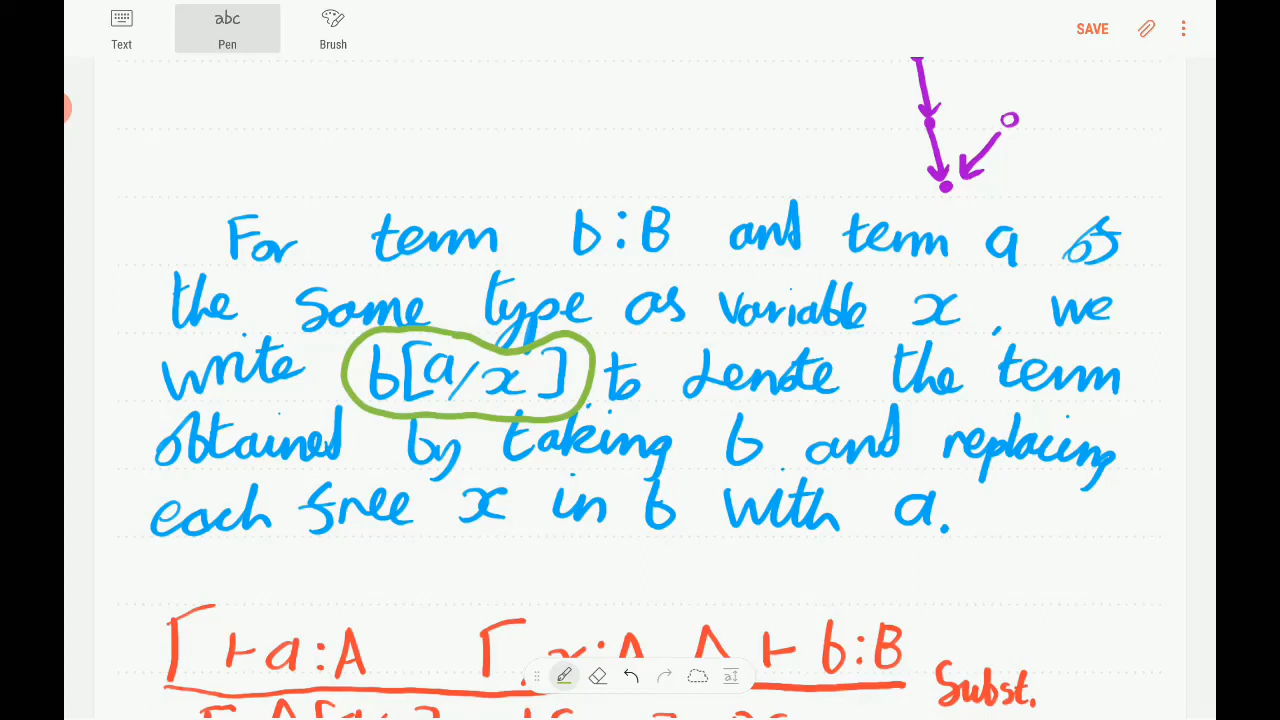 abc
Text
Pen
Brush
SAVE
For term b:B and term a of
the same type as variable x, we
write b[a/x] to denote the term
obtained by taking b and replacing
each free x in b with a.
Γ ⊢ a:A Γ, x:A, Δ ⊢ b:B
Subst.